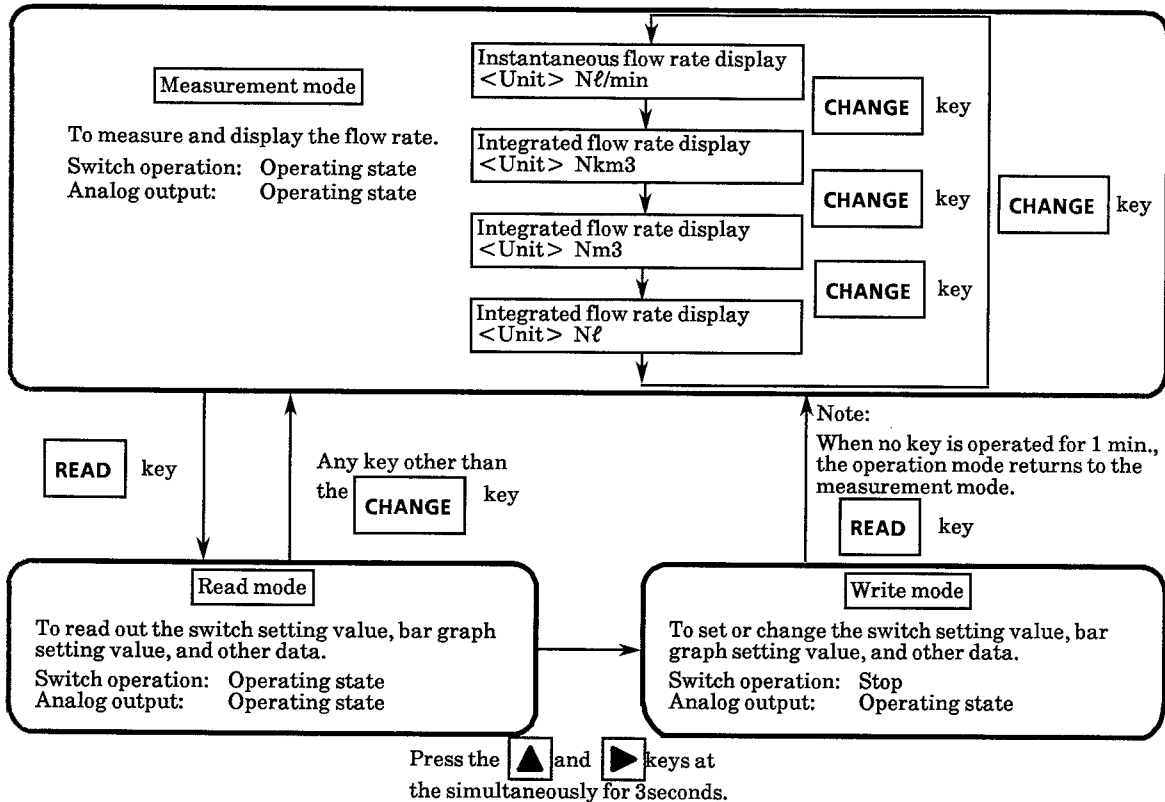 Measurement mode
To measure and display the flow rate.
Switch operation: Operating state
Analog output: Operating state
Instantaneous flow rate display
<Unit> Nℓ/min
CHANGE key
Integrated flow rate display
<Unit> Nkm3
CHANGE key
CHANGE key
Integrated flow rate display
<Unit> Nm3
CHANGE key
Integrated flow rate display
<Unit> Nℓ
READ key
Any key other than
the CHANGE key
Note:
When no key is operated for 1 min.,
the operation mode returns to the
measurement mode.
READ key
Read mode
To read out the switch setting value, bar graph
setting value, and other data.
Switch operation: Operating state
Analog output: Operating state
Write mode
To set or change the switch setting value, bar
graph setting value, and other data.
Switch operation: Stop
Analog output: Operating state
Press the ▲ and ▶ keys at
the simultaneously for 3seconds.